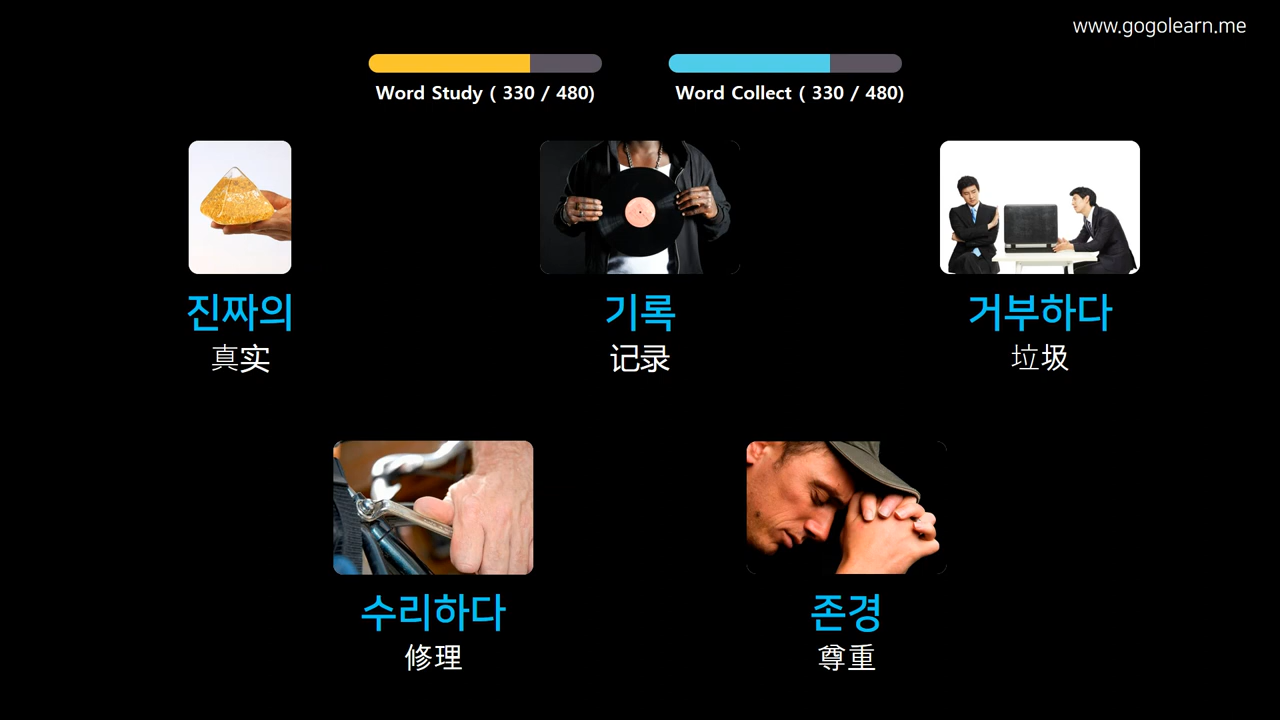 www.gogolearn.me
Word Study ( 330 / 480)
Word Collect ( 330 / 480)
진짜의
真实
기록
记录
거부하다
垃圾
수리하다
修理
존경
尊重